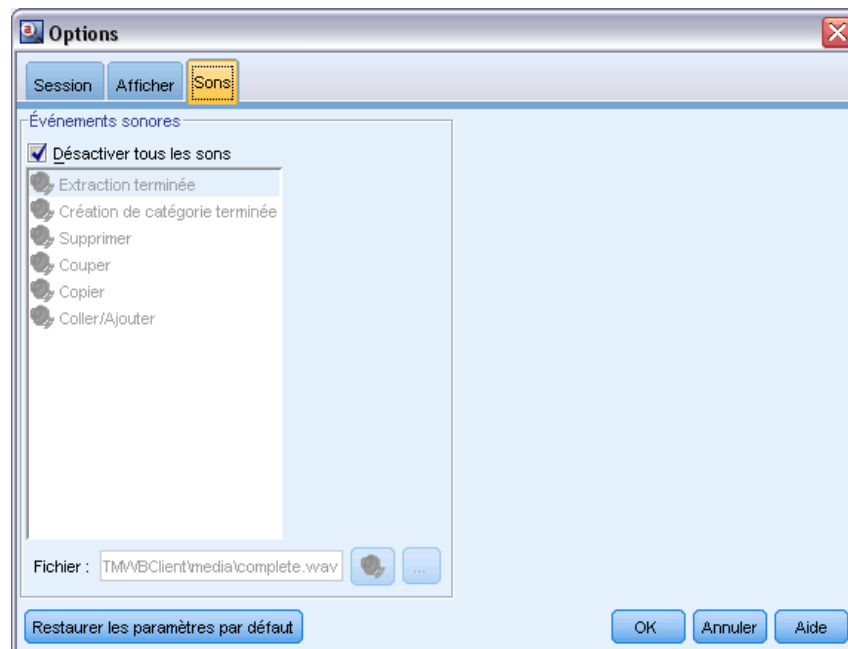 Options
Session
Afficher
Sons
Événements sonores
Désactiver tous les sons
Extraction terminée
Création de catégorie terminée
Supprimer
Couper
Copier
Coller/Ajouter
Fichier : TMWBClient\media\complete.wav ...
Restaurer les paramètres par défaut
OK
Annuler
Aide